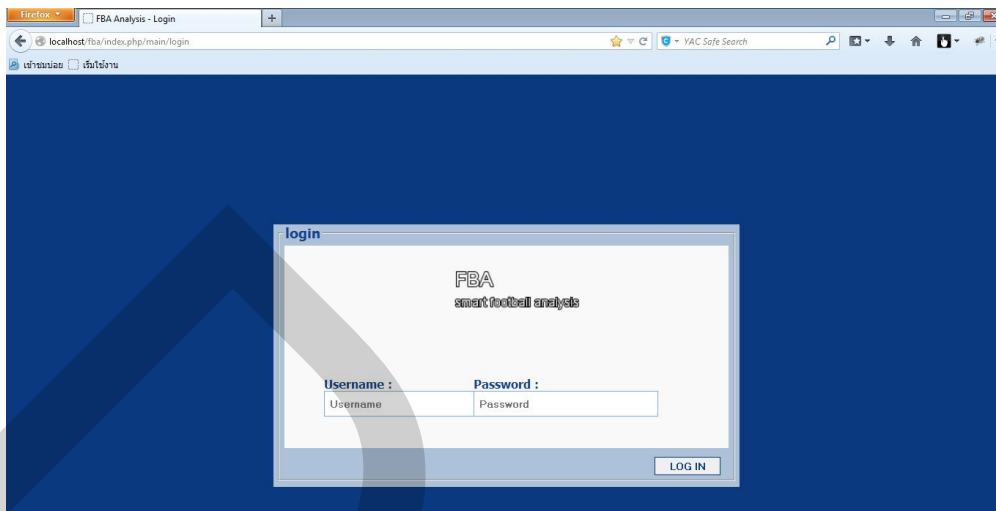 Firefox
FBA Analysis - Login
localhost/fba/index.php/main/login
YAC Safe Search
เข้าชมบ่อย
เริ่มใช้งาน
login
FBA
smart football analysis
Username :
Password :
Username
Password
LOG IN